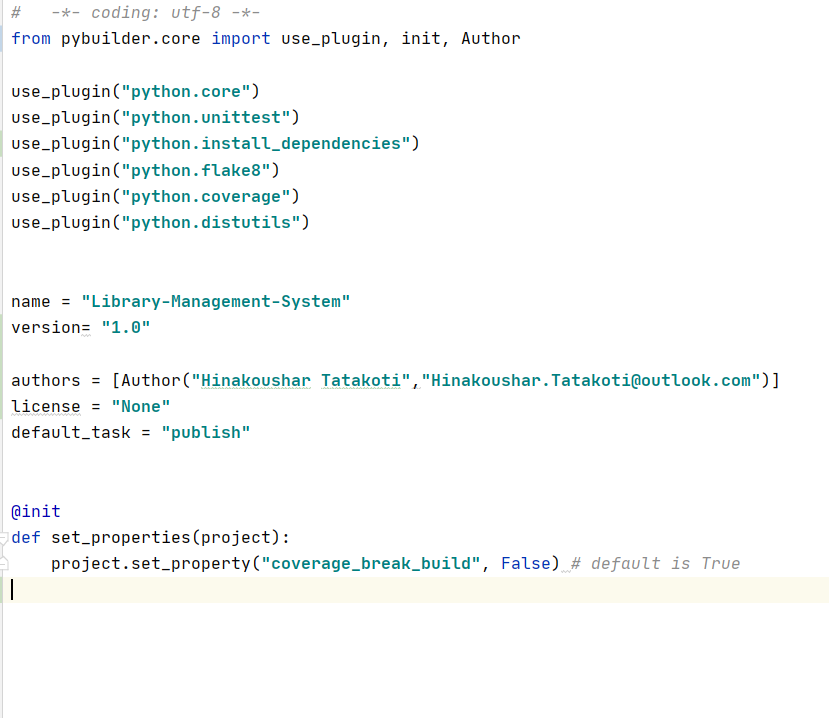 #   -*- coding: utf-8 -*-
from pybuilder.core import use_plugin, init, Author
use_plugin("python.core")
use_plugin("python.unittest")
use_plugin("python.install_dependencies")
use_plugin("python.flake8")
use_plugin("python.coverage")
use_plugin("python.distutils")
name = "Library-Management-System"
version= "1.0"
authors = [Author("Hinakoushar Tatakoti","Hinakoushar.Tatakoti@outlook.com")]
license = "None"
default_task = "publish"
@init
def set_properties(project):
    project.set_property("coverage_break_build", False) # default is True